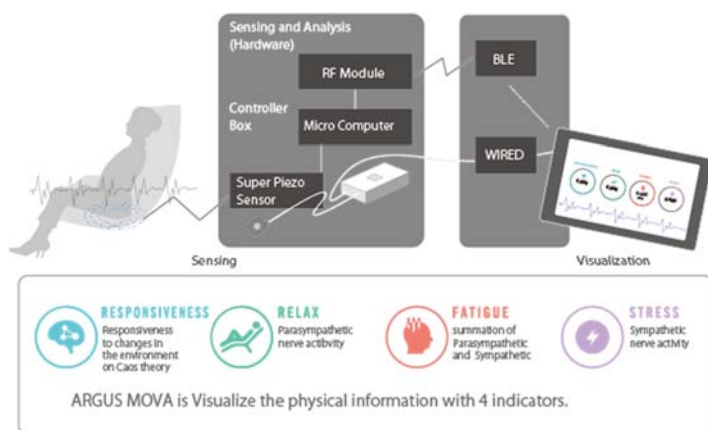 Sensing and Analysis
(Hardware)
RF Module
BLE
Controller
Box
Micro Computer
WIRED
Super Piezo
Sensor
Sensing
Visualization
RESPONSIVENESS
Responsiveness
to changes in
the environment
on Caos theory
RELAX
Parasympathetic
nerve actibvity
FATIGUE
summation of
Parasympathetic
and Sympathetic
STRESS
Sympathetic
nerve activity
ARGUS MOVA is Visualize the physical information with 4 indicators.